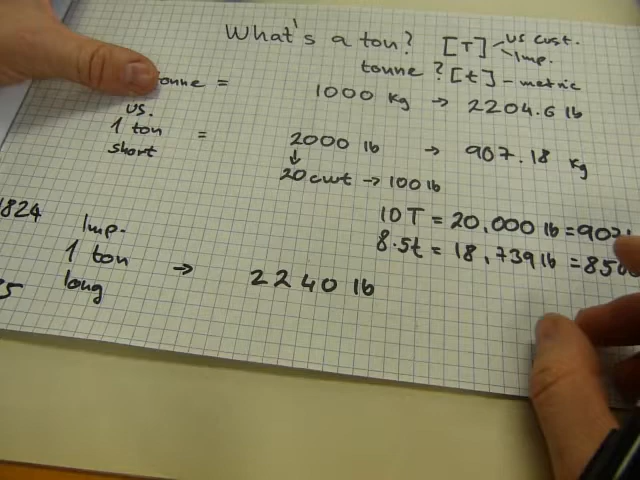 What's a ton? [T] US cust.
Imp.
tonne? [t] - metric
tonne = 1000 kg → 2204.6 lb
US.
1 ton = 2000 lb → 907.18 kg
short
↓
20 cwt → 100 lb
1824
10 T = 20,000 lb = 907
8.5t = 18,739 lb = 850
Imp.
1 ton → 2240 lb
long